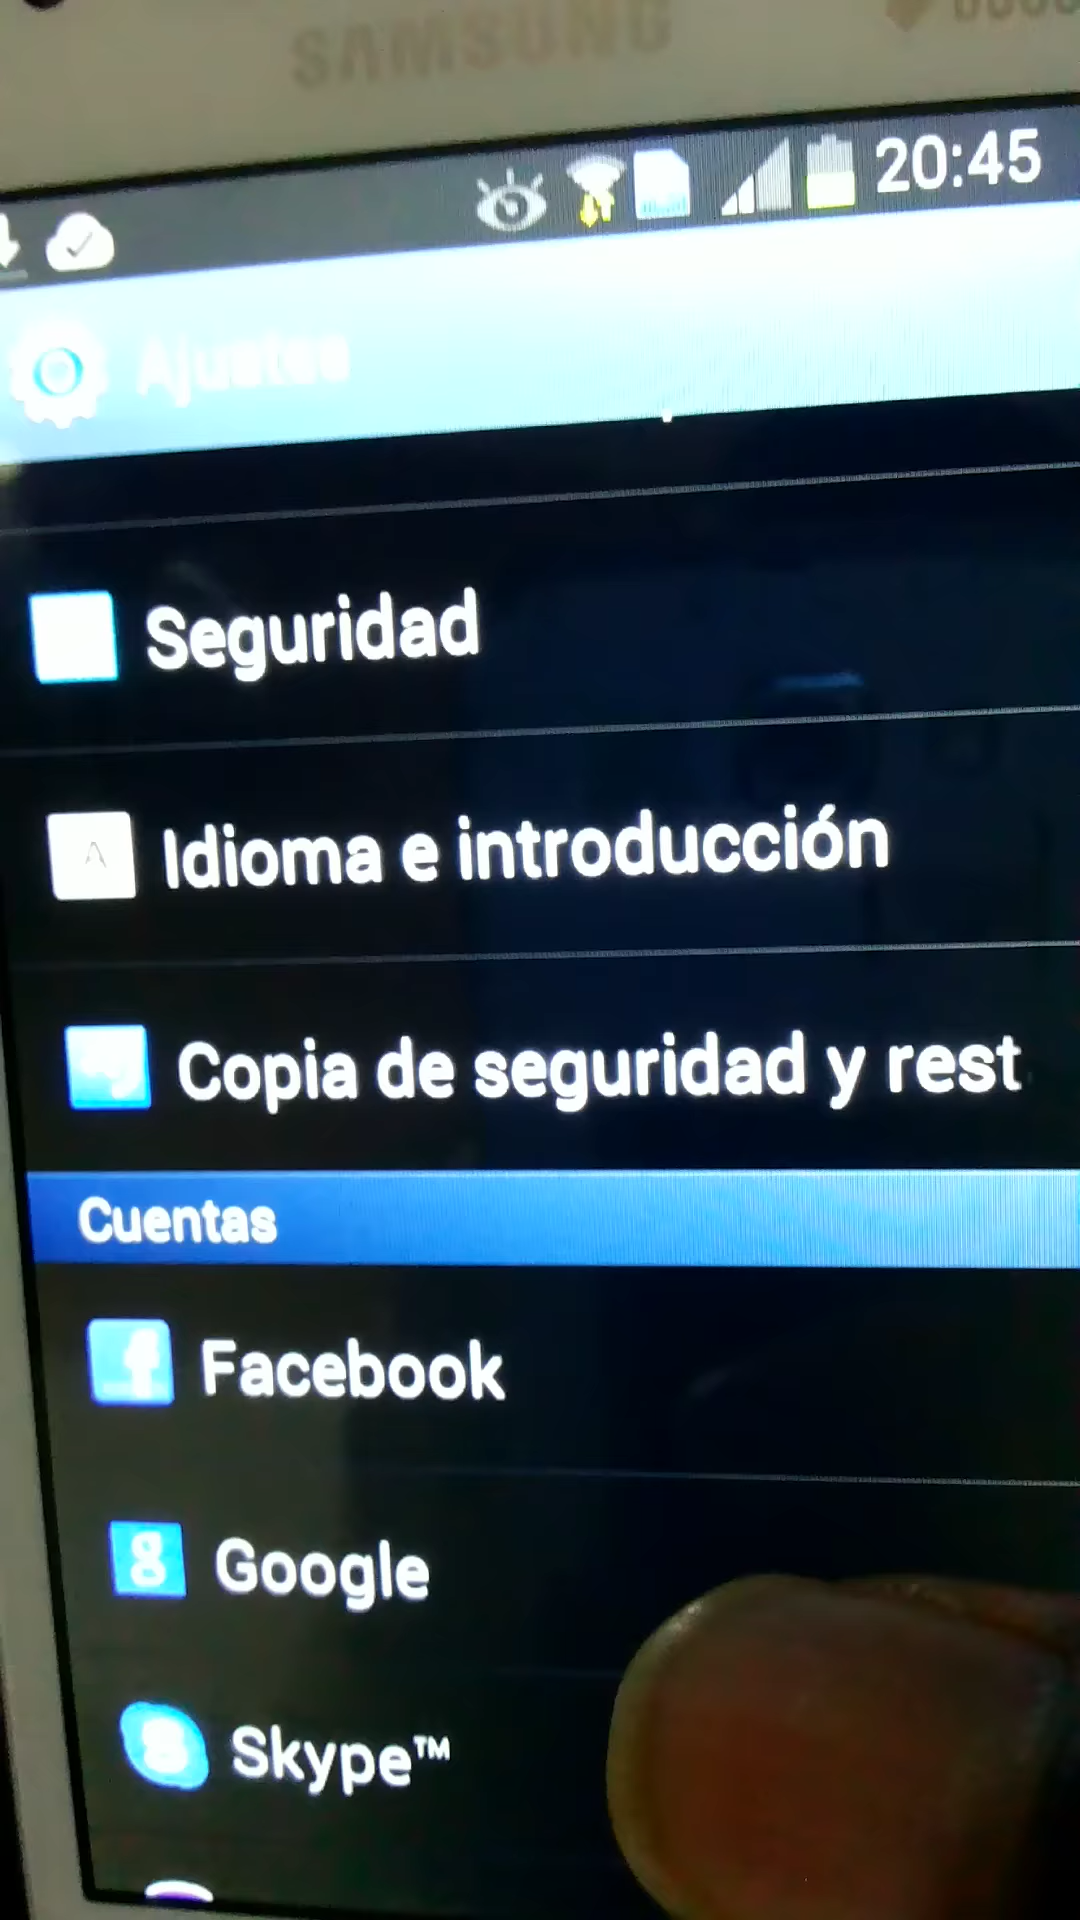 SAMSUNG
20:45
Ajustes
Seguridad
A Idioma e introducción
Copia de seguridad y rest
Cuentas
f Facebook
g Google
S Skype™